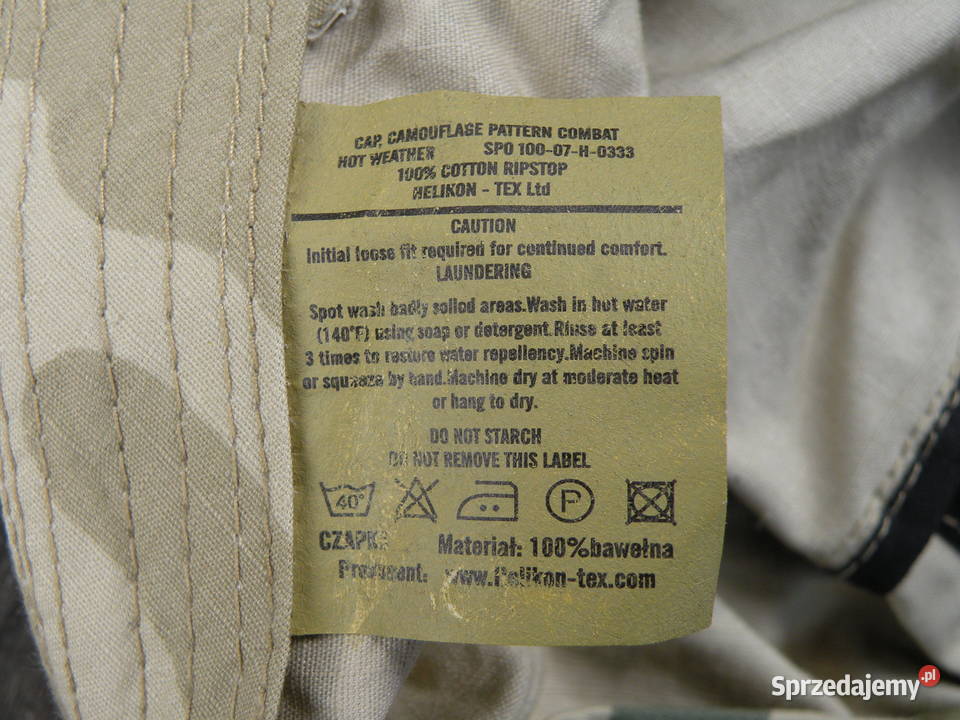 CAP, CAMOUFLAGE PATTERN COMBAT
HOT WEATHER SPO 100-07-H-0333
100% COTTON RIPSTOP
HELIKON - TEX Ltd
CAUTION
Initial loose fit required for continued comfort.
LAUNDERING
Spot wash badly soiled areas.Wash in hot water
(140°F) using soap or detergent.Rinse at least
3 times to restore water repellency.Machine spin
or squeeze by hand.Machine dry at moderate heat
or hang to dry.
DO NOT STARCH
DO NOT REMOVE THIS LABEL
40° P
CZAPKA Materiał: 100%bawełna
Producent: www.helikon-tex.com
Sprzedajemy.pl